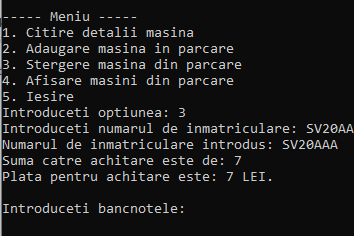 ----- Meniu -----
1. Citire detalii masina
2. Adaugare masina in parcare
3. Stergere masina din parcare
4. Afisare masini din parcare
5. Iesire
Introduceti optiunea: 3
Introduceti numarul de inmatriculare: SV20AA
Numarul de inmatriculare introdus: SV20AAA
Suma catre achitare este de: 7
Plata pentru achitare este: 7 LEI.
Introduceti bancnotele: